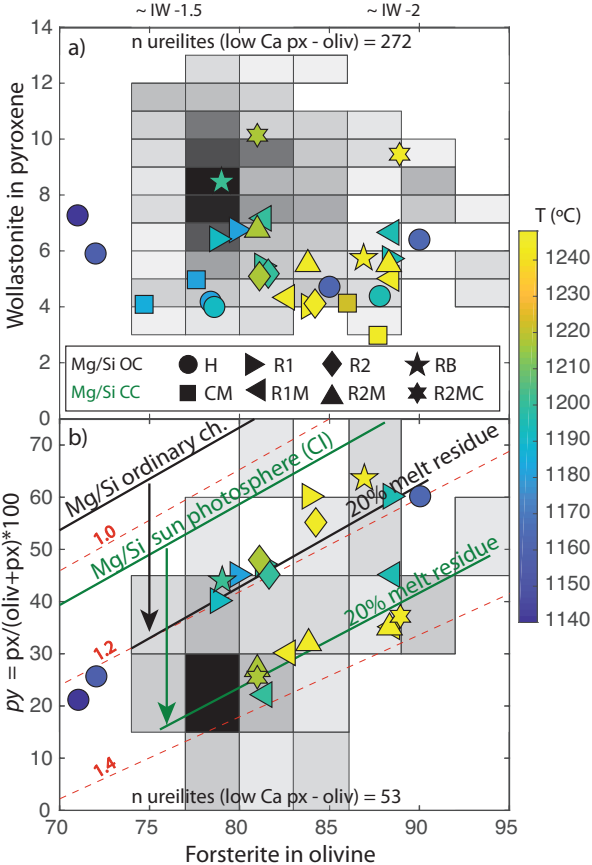 ~ IW -1.5
~ IW -2
a)
n ureilites (low Ca px - oliv) = 272
14
12
10
8
6
4
2
0
Wollastonite in pyroxene
T (ºC)
1240
1230
1220
1210
1200
1190
1180
1170
1160
1150
1140
Mg/Si OC
H
R1
R2
RB
Mg/Si CC
CM
R1M
R2M
R2MC
b)
Mg/Si ordinary ch.
Mg/Si sun photosphere (CI)
20% melt residue
20% melt residue
1.0
1.2
1.4
70
60
50
40
30
20
10
0
py = px/(oliv+px)*100
n ureilites (low Ca px - oliv) = 53
70
75
80
85
90
95
Forsterite in olivine